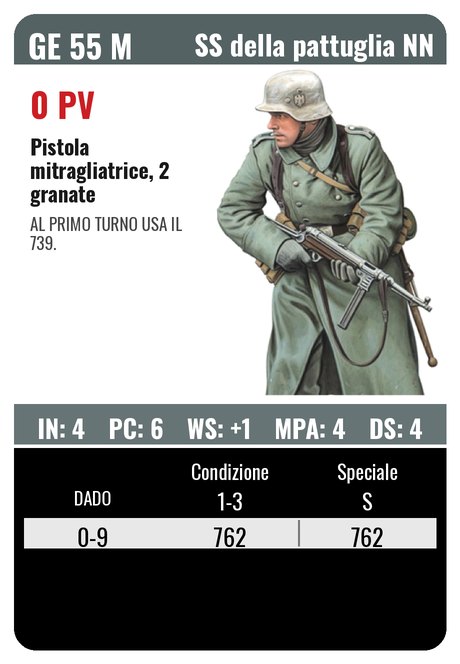 GE 55 M
SS della pattuglia NN
0 PV
Pistola
mitragliatrice, 2
granate
AL PRIMO TURNO USA IL
739.
IN: 4 PC: 6 WS: +1 MPA: 4 DS: 4
Condizione Speciale
DADO 1-3 S
0-9 762 762